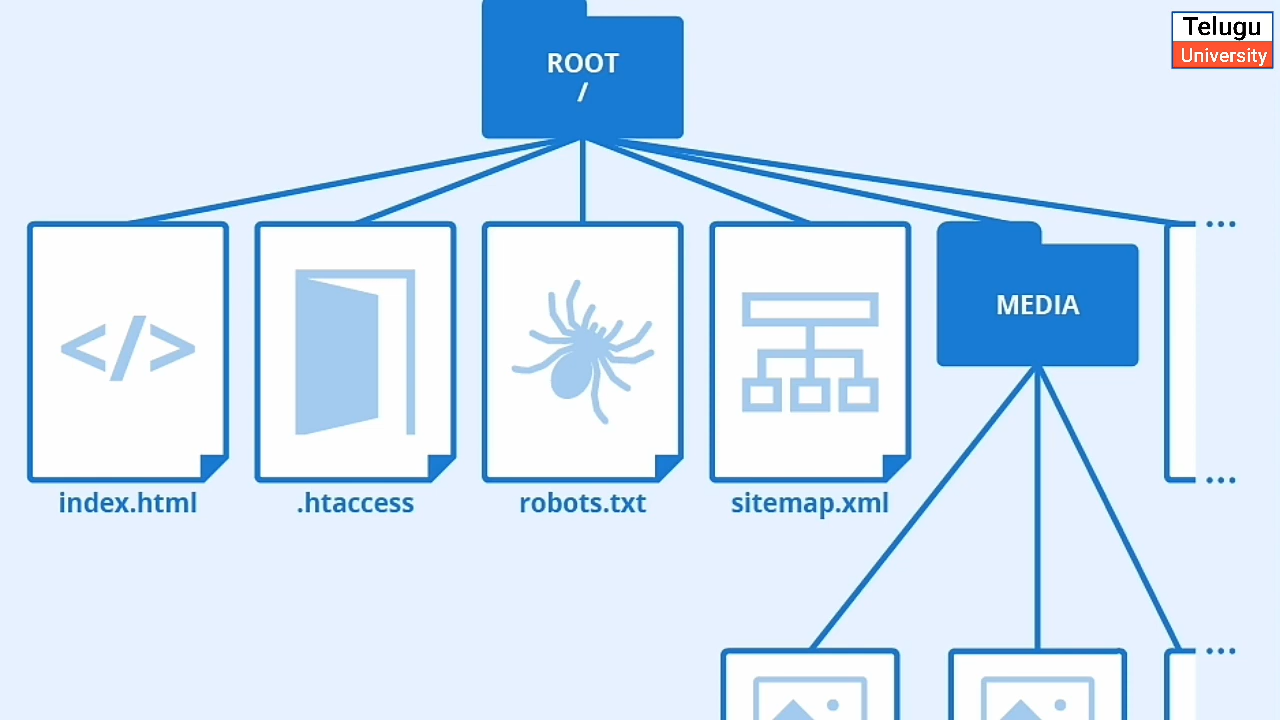 Telugu
University
ROOT
/
</>
MEDIA
...
index.html
.htaccess
robots.txt
sitemap.xml
...
...